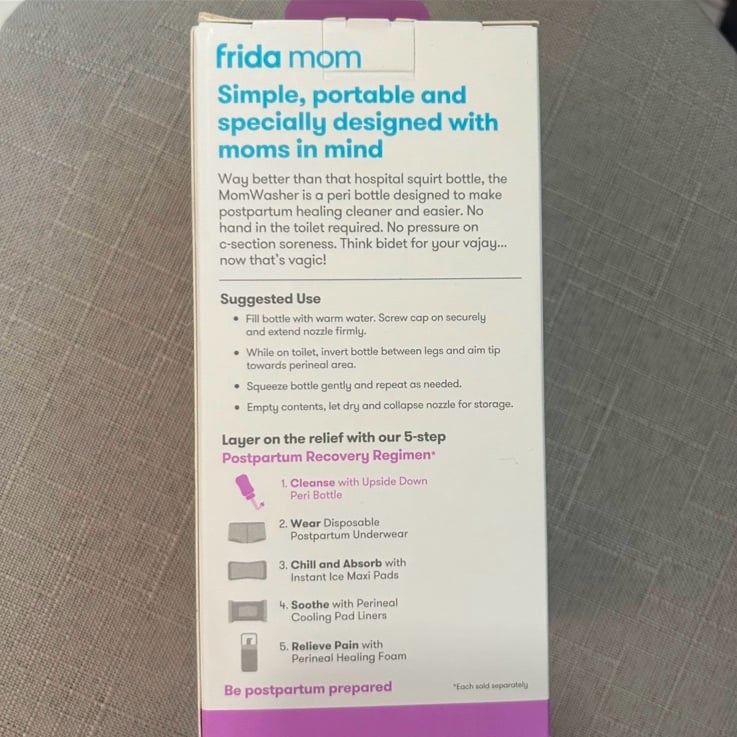 frida mom
Simple, portable and
specially designed with
moms in mind
Way better than that hospital squirt bottle, the
MomWasher is a peri bottle designed to make
postpartum healing cleaner and easier. No
hand in the toilet required. No pressure on
c-section soreness. Think bidet for your vajay...
now that's vagic!
Suggested Use
• Fill bottle with warm water. Screw cap on securely
and extend nozzle firmly.
• While on toilet, invert bottle between legs and aim tip
towards perineal area.
• Squeeze bottle gently and repeat as needed.
• Empty contents, let dry and collapse nozzle for storage.
Layer on the relief with our 5-step
Postpartum Recovery Regimen*
1. Cleanse with Upside Down
Peri Bottle
2. Wear Disposable
Postpartum Underwear
3. Chill and Absorb with
Instant Ice Maxi Pads
4. Soothe with Perineal
Cooling Pad Liners
5. Relieve Pain with
Perineal Healing Foam
Be postpartum prepared
*Each sold separately